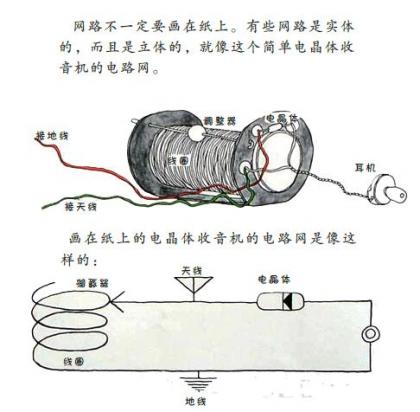 网路不一定要画在纸上。有些网路是实体
的，而且是立体的，就像这个简单电晶体收
音机的电路网。
调整器
电晶体
接地线
线圈
耳机
接天线
画在纸上的电晶体收音机的电路网是像这
样的：
天线
电晶体
线圈
地线